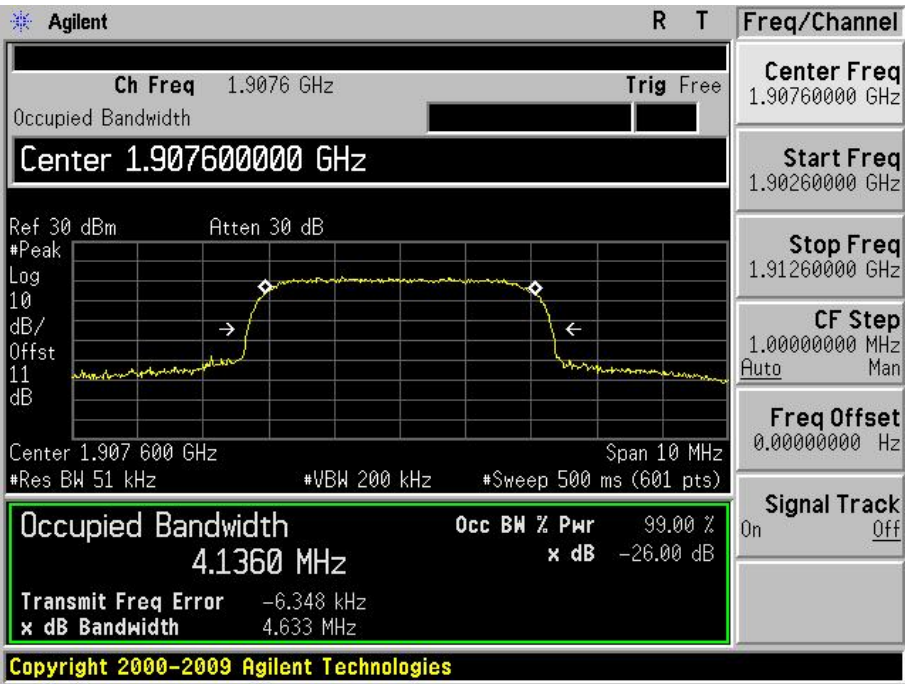 Agilent R T
Freq/Channel
Ch Freq 1.9076 GHz Trig Free
Occupied Bandwidth
Center 1.907600000 GHz
Ref 30 dBm Atten 30 dB
#Peak
Log
10
dB/
Offst
11
dB
Center 1.907 600 GHz Span 10 MHz
#Res BW 51 kHz #VBW 200 kHz #Sweep 500 ms (601 pts)
Occupied Bandwidth Occ BW % Pwr 99.00 %
4.1360 MHz x dB -26.00 dB
Transmit Freq Error -6.348 kHz
x dB Bandwidth 4.633 MHz
Copyright 2000-2009 Agilent Technologies
Center Freq
1.90760000 GHz
Start Freq
1.90260000 GHz
Stop Freq
1.91260000 GHz
CF Step
1.00000000 MHz
Auto Man
Freq Offset
0.00000000 Hz
Signal Track
On Off